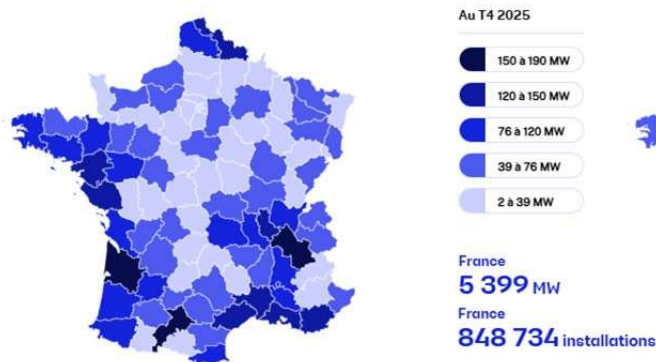 Au T4 2025
150 à 190 MW
120 à 150 MW
76 à 120 MW
39 à 76 MW
2 à 39 MW
France
5 399 MW
France
848 734 installations